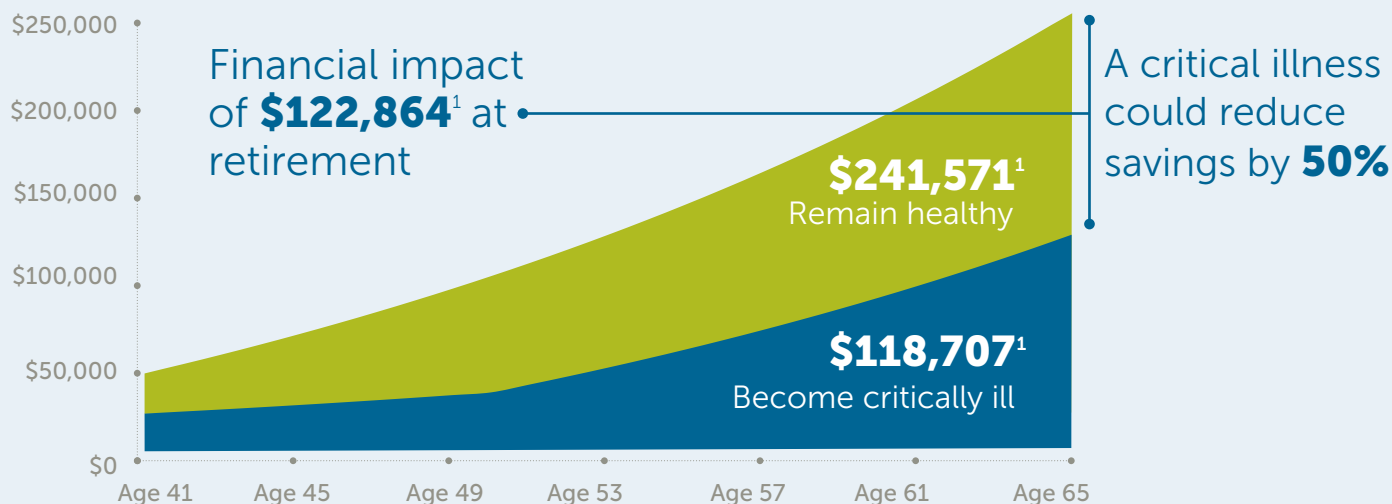 $250,000
$200,000
$150,000
$100,000
$50,000
$0
Financial impact
of $122,864¹ at
retirement
A critical illness
could reduce
savings by 50%
$241,571¹
Remain healthy
$118,707¹
Become critically ill
Age 41 Age 45 Age 49 Age 53 Age 57 Age 61 Age 65